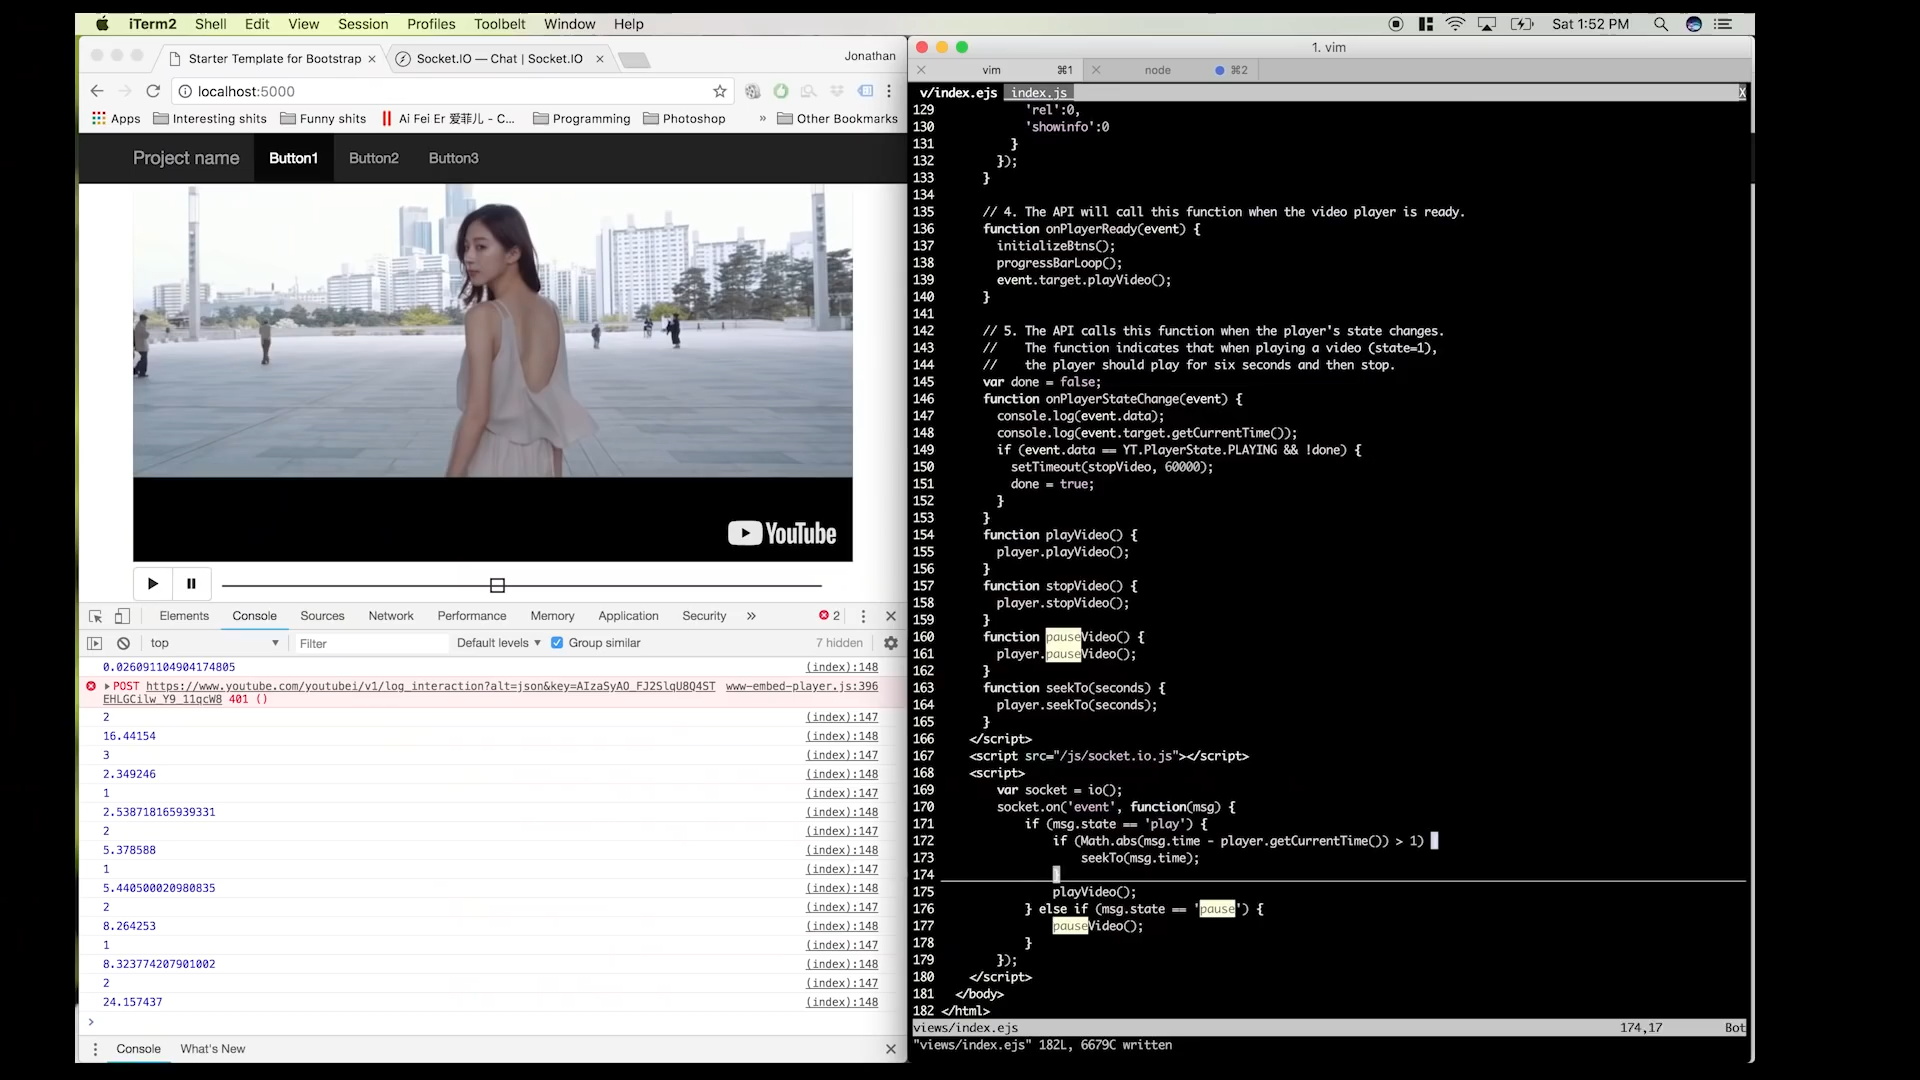 iTerm2 Shell Edit View Session Profiles Toolbelt Window Help Sat 1:52 PM
Starter Template for Bootstrap Socket.IO — Chat | Socket.IO Jonathan
localhost:5000
Apps Interesting shits Funny shits Ai Fei Er 爱菲儿 - C... Programming Photoshop » Other Bookmarks
Project name Button1 Button2 Button3
YouTube
Elements Console Sources Network Performance Memory Application Security » 2
top Filter Default levels Group similar 7 hidden
0.026091104904174805 (index):148
POST https://www.youtube.com/youtubei/v1/log_interaction?alt=json&key=AIzaSyAO_FJ2SlqU8Q4ST www-embed-player.js:396
EHLGCilw_Y9_11qcW8 401 ()
2 (index):147
16.44154 (index):148
3 (index):147
2.349246 (index):148
1 (index):147
2.538718165939331 (index):148
2 (index):147
5.378588 (index):148
1 (index):147
5.440500020980835 (index):148
2 (index):147
8.264253 (index):148
1 (index):147
8.323774207901002 (index):148
2 (index):147
24.157437 (index):148
>
Console What's New
1. vim
vim ⌘1 node ⌘2
v/index.ejs index.js X
129 'rel':0,
130 'showinfo':0
131 }
132 });
133 }
134
135 // 4. The API will call this function when the video player is ready.
136 function onPlayerReady(event) {
137 initializeBtns();
138 progressBarLoop();
139 event.target.playVideo();
140 }
141
142 // 5. The API calls this function when the player's state changes.
143 // The function indicates that when playing a video (state=1),
144 // the player should play for six seconds and then stop.
145 var done = false;
146 function onPlayerStateChange(event) {
147 console.log(event.data);
148 console.log(event.target.getCurrentTime());
149 if (event.data == YT.PlayerState.PLAYING && !done) {
150 setTimeout(stopVideo, 60000);
151 done = true;
152 }
153 }
154 function playVideo() {
155 player.playVideo();
156 }
157 function stopVideo() {
158 player.stopVideo();
159 }
160 function pauseVideo() {
161 player.pauseVideo();
162 }
163 function seekTo(seconds) {
164 player.seekTo(seconds);
165 }
166 </script>
167 <script src="/js/socket.io.js"></script>
168 <script>
169 var socket = io();
170 socket.on('event', function(msg) {
171 if (msg.state == 'play') {
172 if (Math.abs(msg.time - player.getCurrentTime()) > 1) {
173 seekTo(msg.time);
174 }
175 playVideo();
176 } else if (msg.state == 'pause') {
177 pauseVideo();
178 }
179 });
180 </script>
181 </body>
182 </html>
views/index.ejs 174,17 Bot
"views/index.ejs" 182L, 6679C written